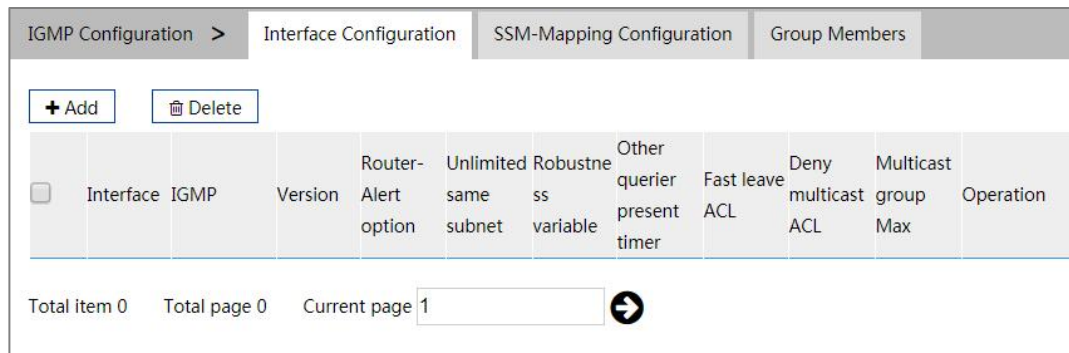 IGMP Configuration > Interface Configuration SSM-Mapping Configuration Group Members
+ Add Delete
Interface
IGMP
Version
Router-
Alert
option
Unlimited
same
subnet
Robustne
ss
variable
Other
querier
present
timer
Fast leave
ACL
Deny
multicast
ACL
Multicast
group
Max
Operation
Total item 0 Total page 0 Current page 1